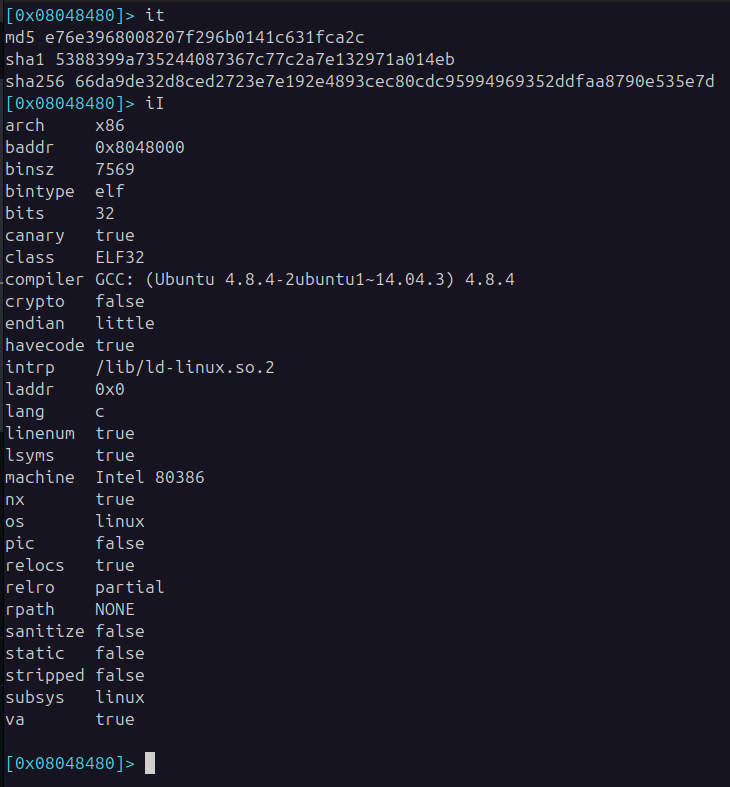 [0x08048480]> it
md5 e76e3968008207f296b0141c631fca2c
sha1 5388399a735244087367c77c2a7e132971a014eb
sha256 66da9de32d8ced2723e7e192e4893cec80cdc95994969352ddfaa8790e535e7d
[0x08048480]> iI
arch     x86
baddr    0x8048000
binsz    7569
bintype  elf
bits     32
canary   true
class    ELF32
compiler GCC: (Ubuntu 4.8.4-2ubuntu1~14.04.3) 4.8.4
crypto   false
endian   little
havecode true
intrp    /lib/ld-linux.so.2
laddr    0x0
lang     c
linenum  true
lsyms    true
machine  Intel 80386
nx       true
os       linux
pic      false
relocs   true
relro    partial
rpath    NONE
sanitize false
static   false
stripped false
subsys   linux
va       true
[0x08048480]>